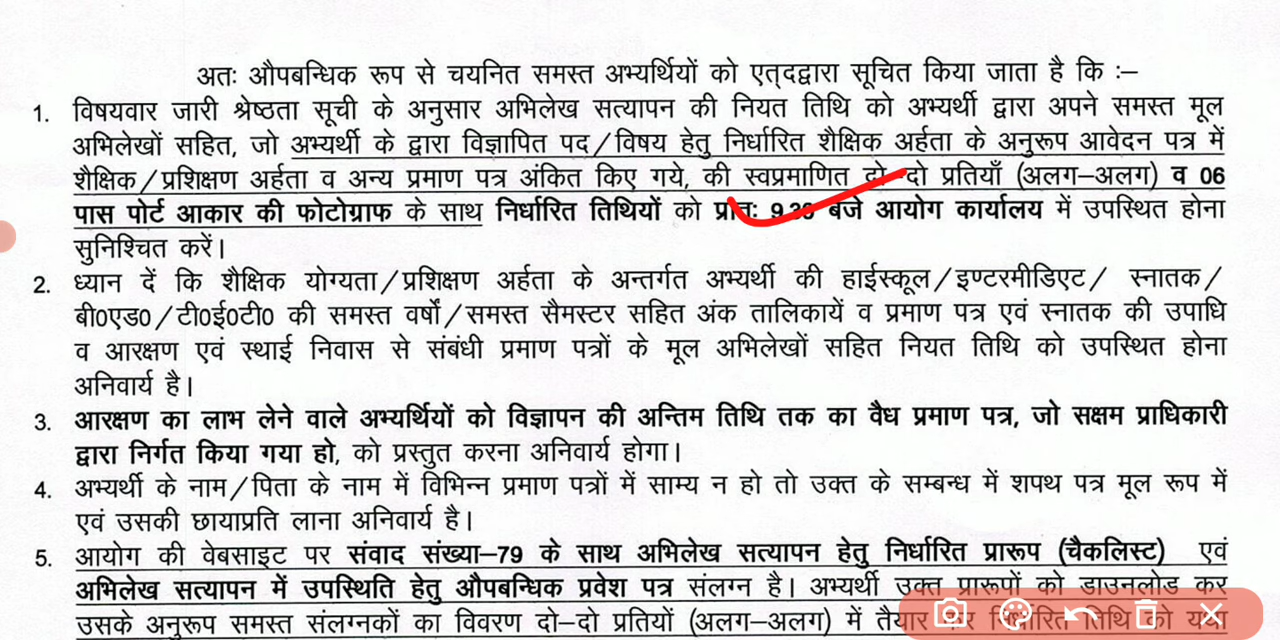 अतः औपबन्धिक रूप से चयनित समस्त अभ्यर्थियों को एत्दद्वारा सूचित किया जाता है कि :–
1. विषयवार जारी श्रेष्ठता सूची के अनुसार अभिलेख सत्यापन की नियत तिथि को अभ्यर्थी द्वारा अपने समस्त मूल
अभिलेखों सहित, जो अभ्यर्थी के द्वारा विज्ञापित पद/विषय हेतु निर्धारित शैक्षिक अर्हता के अनुरूप आवेदन पत्र में
शैक्षिक/प्रशिक्षण अर्हता व अन्य प्रमाण पत्र अंकित किए गये, की स्वप्रमाणित दो–दो प्रतियाँ (अलग–अलग) व 06
पास पोर्ट आकार की फोटोग्राफ के साथ निर्धारित तिथियों को प्रातः 9.30 बजे आयोग कार्यालय में उपस्थित होना
सुनिश्चित करें।
2. ध्यान दें कि शैक्षिक योग्यता/प्रशिक्षण अर्हता के अन्तर्गत अभ्यर्थी की हाईस्कूल/इण्टरमीडिएट/ स्नातक/
बी0एड0/टी0ई0टी0 की समस्त वर्षों/समस्त सैमस्टर सहित अंक तालिकायें व प्रमाण पत्र एवं स्नातक की उपाधि
व आरक्षण एवं स्थाई निवास से संबंधी प्रमाण पत्रों के मूल अभिलेखों सहित नियत तिथि को उपस्थित होना
अनिवार्य है।
3. आरक्षण का लाभ लेने वाले अभ्यर्थियों को विज्ञापन की अन्तिम तिथि तक का वैध प्रमाण पत्र, जो सक्षम प्राधिकारी
द्वारा निर्गत किया गया हो, को प्रस्तुत करना अनिवार्य होगा।
4. अभ्यर्थी के नाम/पिता के नाम में विभिन्न प्रमाण पत्रों में साम्य न हो तो उक्त के सम्बन्ध में शपथ पत्र मूल रूप में
एवं उसकी छायाप्रति लाना अनिवार्य है।
5. आयोग की वेबसाइट पर संवाद संख्या–79 के साथ अभिलेख सत्यापन हेतु निर्धारित प्रारूप (चैकलिस्ट) एवं
अभिलेख सत्यापन में उपस्थिति हेतु औपबन्धिक प्रवेश पत्र संलग्न है। अभ्यर्थी उक्त प्रारूपों को डाउनलोड कर
उसके अनुरूप समस्त संलग्नकों का विवरण दो–दो प्रतियों (अलग–अलग) में तैयार कर निर्धारित तिथि को